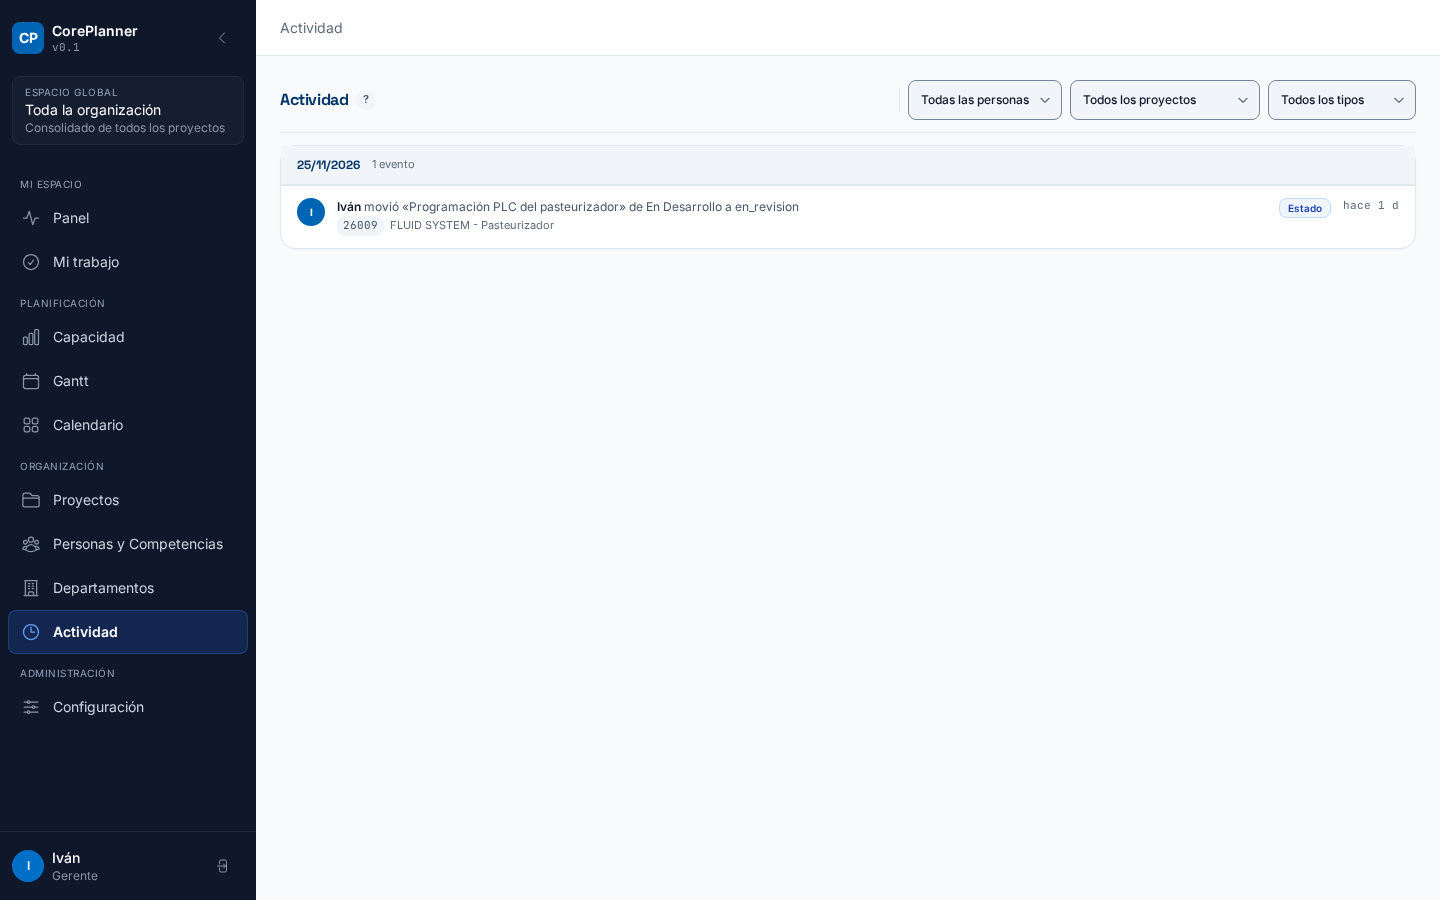 CP
CorePlanner
v0.1
ESPACIO GLOBAL
Toda la organización
Consolidado de todos los proyectos
MI ESPACIO
Panel
Mi trabajo
PLANIFICACIÓN
Capacidad
Gantt
Calendario
ORGANIZACIÓN
Proyectos
Personas y Competencias
Departamentos
Actividad
ADMINISTRACIÓN
Configuración
I
Iván
Gerente
Actividad
Actividad ?
Todas las personas
Todos los proyectos
Todos los tipos
25/11/2026 1 evento
I
Iván movió «Programación PLC del pasteurizador» de En Desarrollo a en_revision
26009 FLUID SYSTEM - Pasteurizador
Estado
hace 1 d